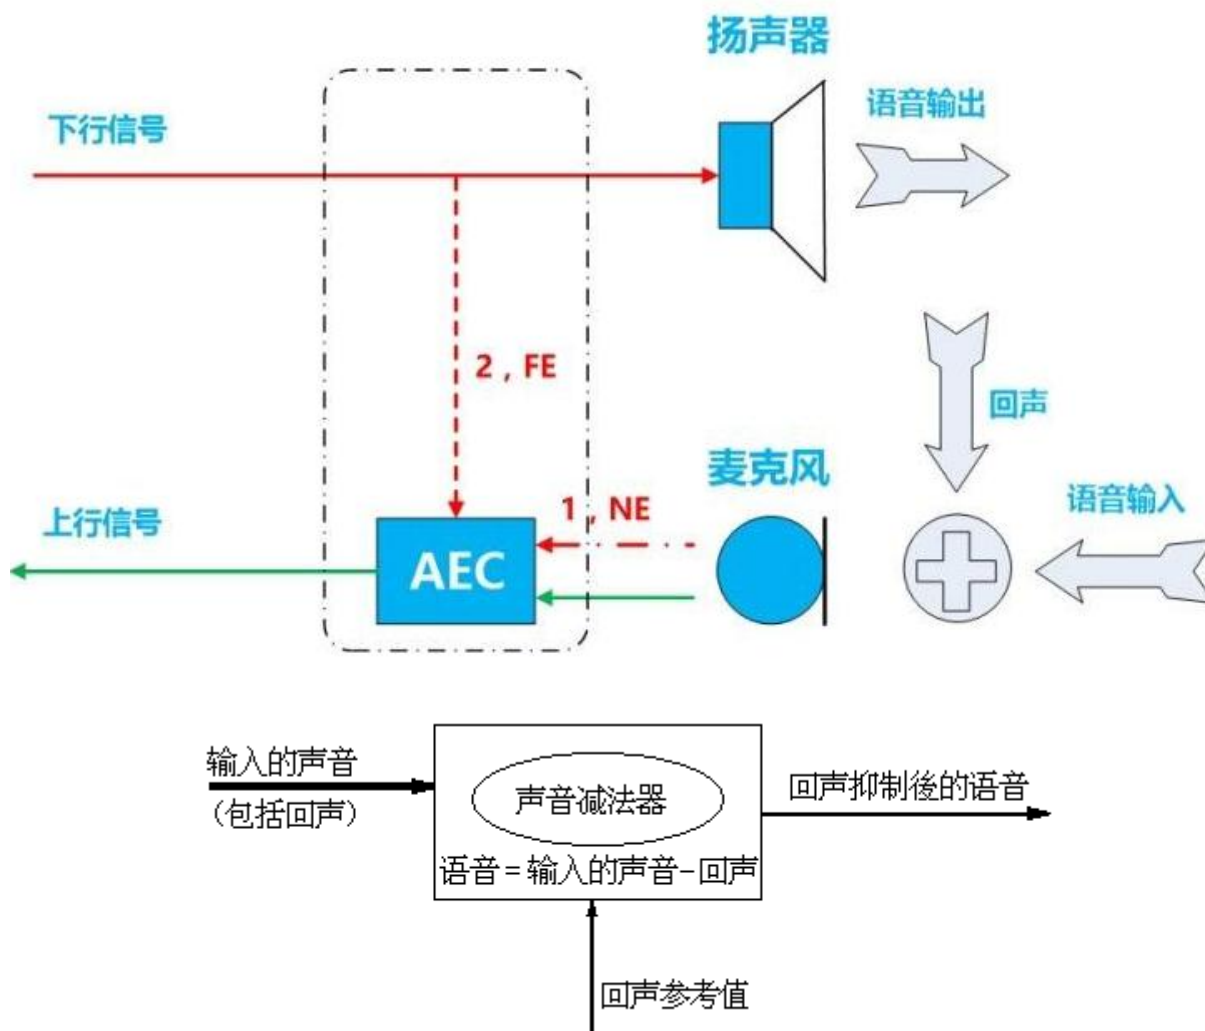 扬声器
语音输出
下行信号
2 , FE
回声
麦克风
语音输入
1 , NE
上行信号
AEC
输入的声音
(包括回声)
声音减法器
语音=输入的声音-回声
回声抑制後的语音
回声参考值